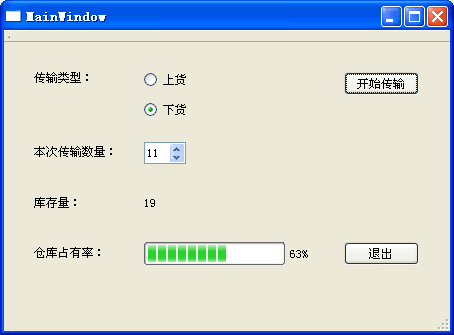 MainWindow
传输类型： 上货 开始传输
下货
本次传输数量： 11
库存量： 19
仓库占有率： 63% 退出